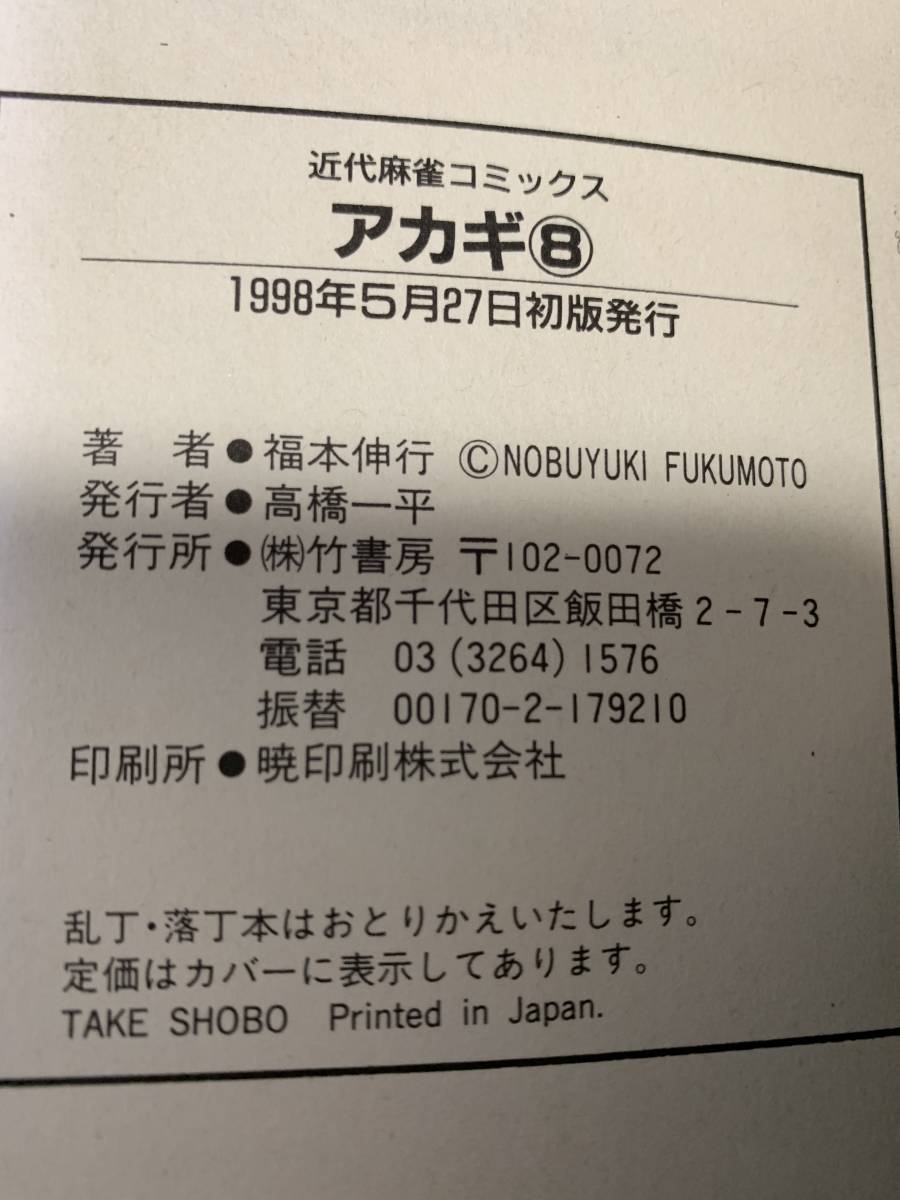 近代麻雀コミックス
アカギ⑧
1998年5月27日初版発行
著　者●福本伸行 ©NOBUYUKI FUKUMOTO
発行者●高橋一平
発行所●㈱竹書房 〒102-0072
東京都千代田区飯田橋2-7-3
電話　03(3264)1576
振替　00170-2-179210
印刷所●暁印刷株式会社
乱丁・落丁本はおとりかえいたします。
定価はカバーに表示してあります。
TAKE SHOBO　Printed in Japan.